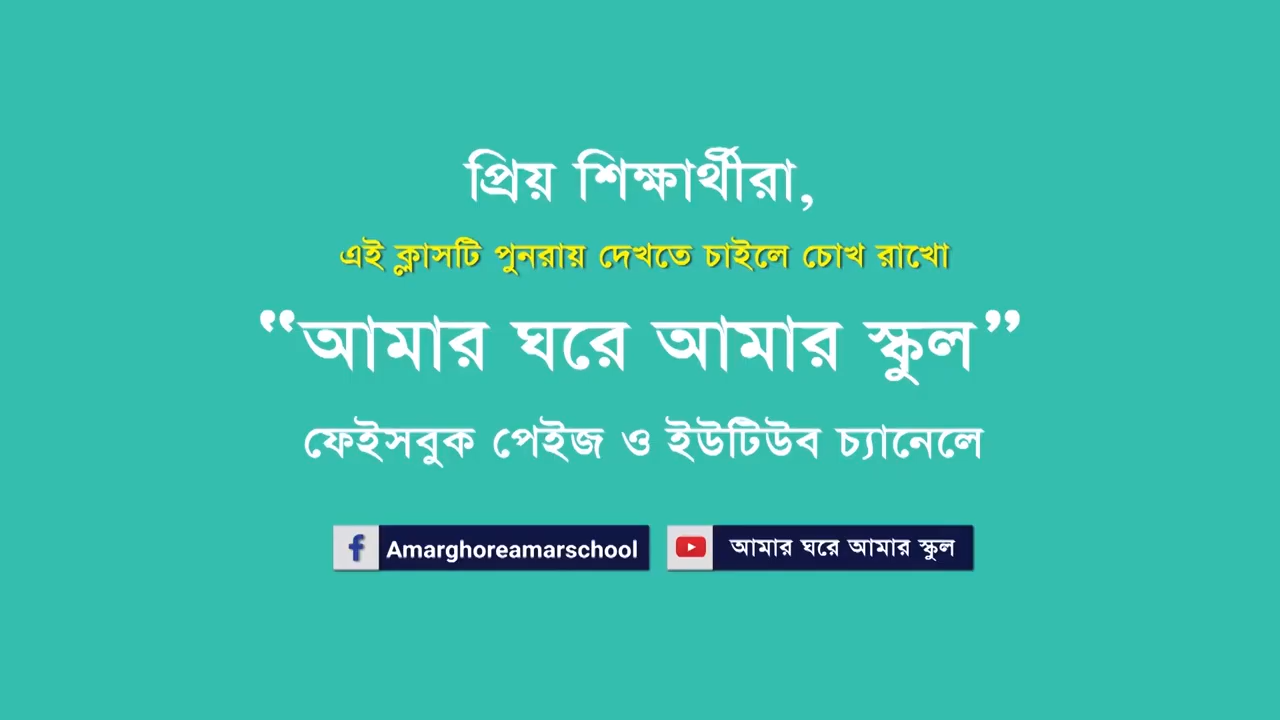 প্রিয় শিক্ষার্থীরা,
এই ক্লাসটি পুনরায় দেখতে চাইলে চোখ রাখো
“আমার ঘরে আমার স্কুল”
ফেইসবুক পেইজ ও ইউটিউব চ্যানেলে
f Amarghoreamarschool
আমার ঘরে আমার স্কুল